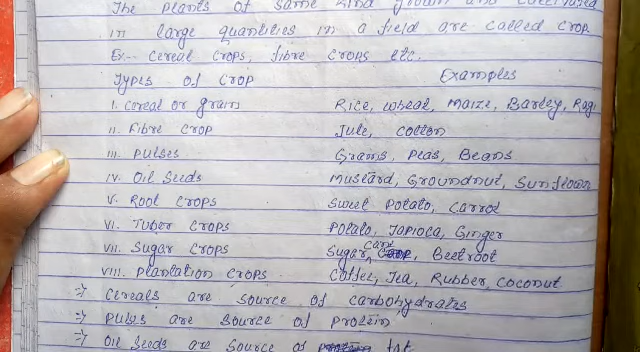 The plants of same kind grown and cultivated
in large quantities in a field are called crop
Ex-- cereal crops, fibre crops etc.
Types of crop Examples
i. cereal or grain Rice, wheat, maize, Barley, Ragi
ii. Fibre crop Jute, cotton
iii. pulses Grams, Peas, Beans
iv. oil seeds mustard, Groundnut, Sunflower
v. Root crops sweet potato, carrot
vi. Tuber crops potato, Tapioca, Ginger
vii. Sugar crops Sugar cane, Beetroot
viii. plantation crops Coffee, Tea, Rubber, coconut
=> cereals are source of carbohydrates
=> pulses are source of protein
=> oil seeds are source of fat